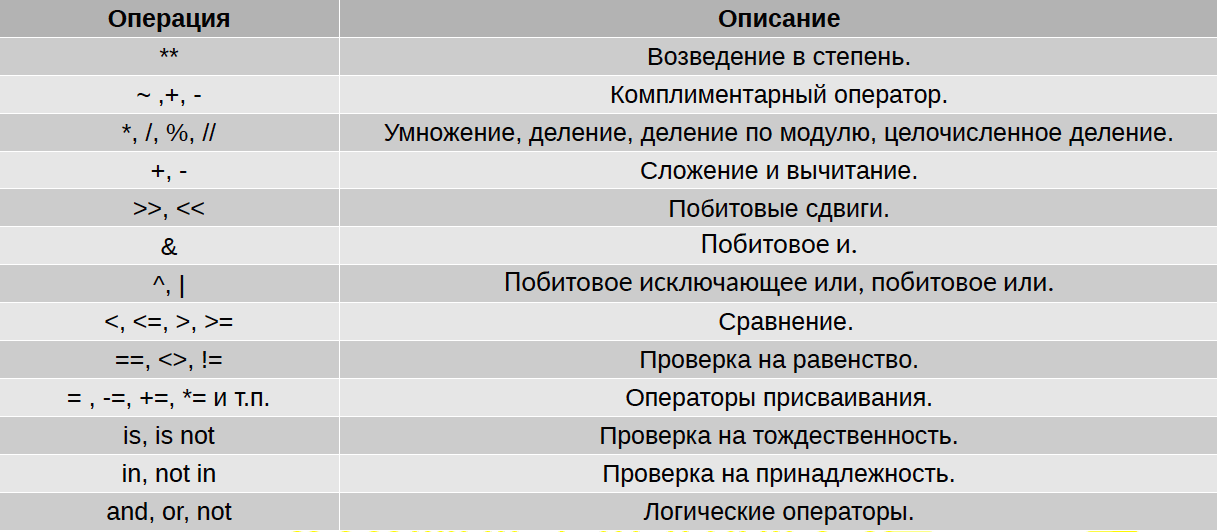 Операция Описание
** Возведение в степень.
~ ,+, - Комплиментарный оператор.
*, /, %, // Умножение, деление, деление по модулю, целочисленное деление.
+, - Сложение и вычитание.
>>, << Побитовые сдвиги.
& Побитовое и.
^, | Побитовое исключающее или, побитовое или.
<, <=, >, >= Сравнение.
==, <>, != Проверка на равенство.
= , -=, +=, *= и т.п. Операторы присваивания.
is, is not Проверка на тождественность.
in, not in Проверка на принадлежность.
and, or, not Логические операторы.